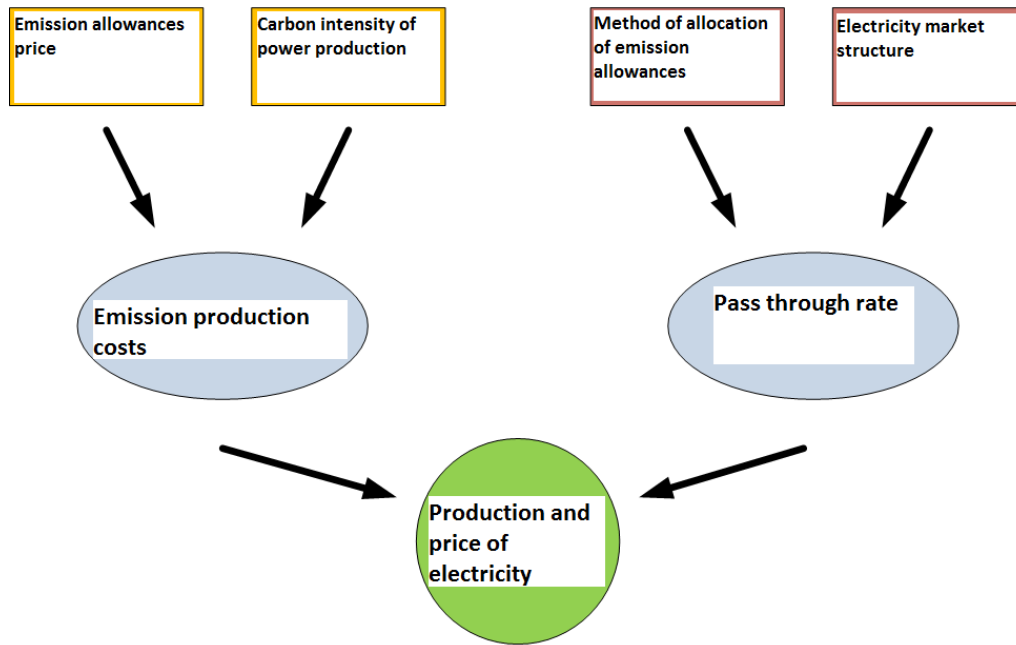 Emission allowances
price
Carbon intensity of
power production
Method of allocation
of emission
allowances
Electricity market
structure
Emission production
costs
Pass through rate
Production and
price of
electricity